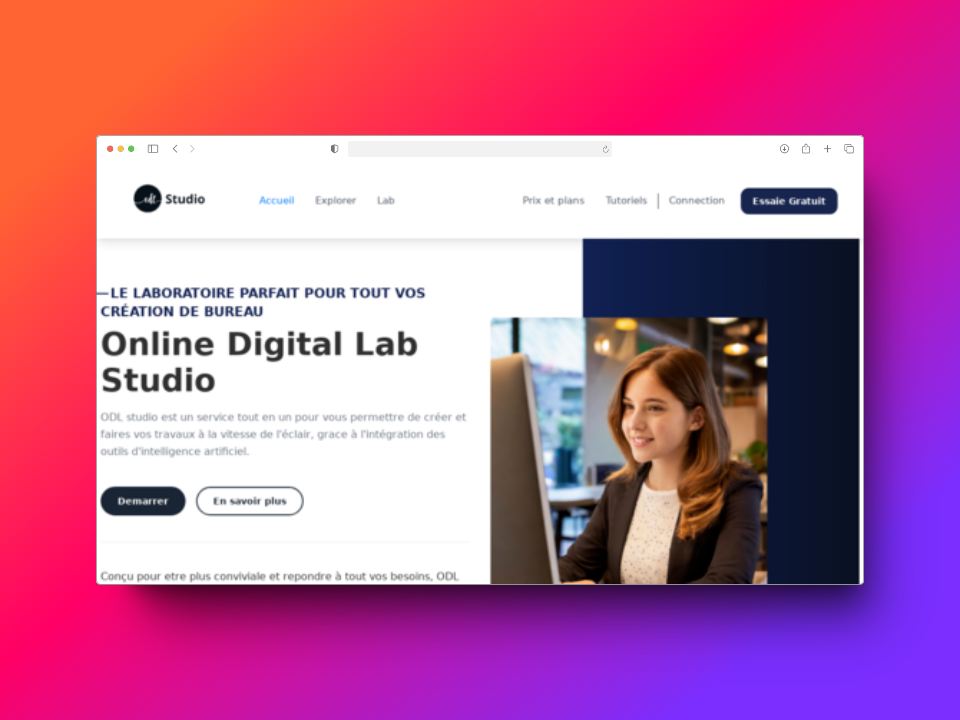 odl Studio
Accueil
Explorer
Lab
Prix et plans
Tutoriels
Connection
Essaie Gratuit
—LE LABORATOIRE PARFAIT POUR TOUT VOS
CRÉATION DE BUREAU
Online Digital Lab
Studio
ODL studio est un service tout en un pour vous permettre de créer et
faires vos travaux à la vitesse de l'éclair, grace à l'intégration des
outils d'intelligence artificiel.
Demarrer
En savoir plus
Conçu pour etre plus conviviale et repondre à tout vos besoins, ODL